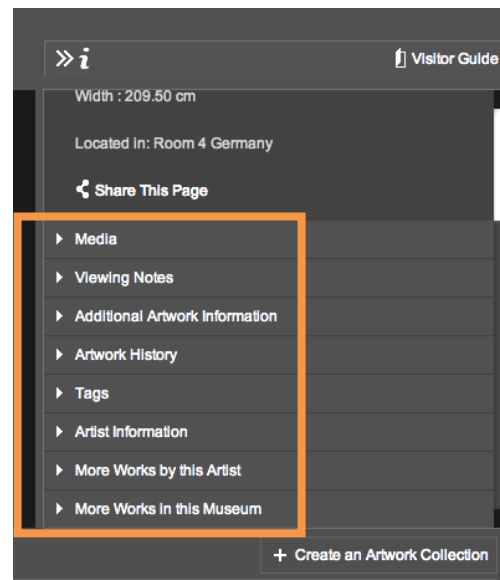 i Visitor Guide
Width : 209.50 cm
Located in: Room 4 Germany
Share This Page
Media
Viewing Notes
Additional Artwork Information
Artwork History
Tags
Artist Information
More Works by this Artist
More Works in this Museum
+ Create an Artwork Collection